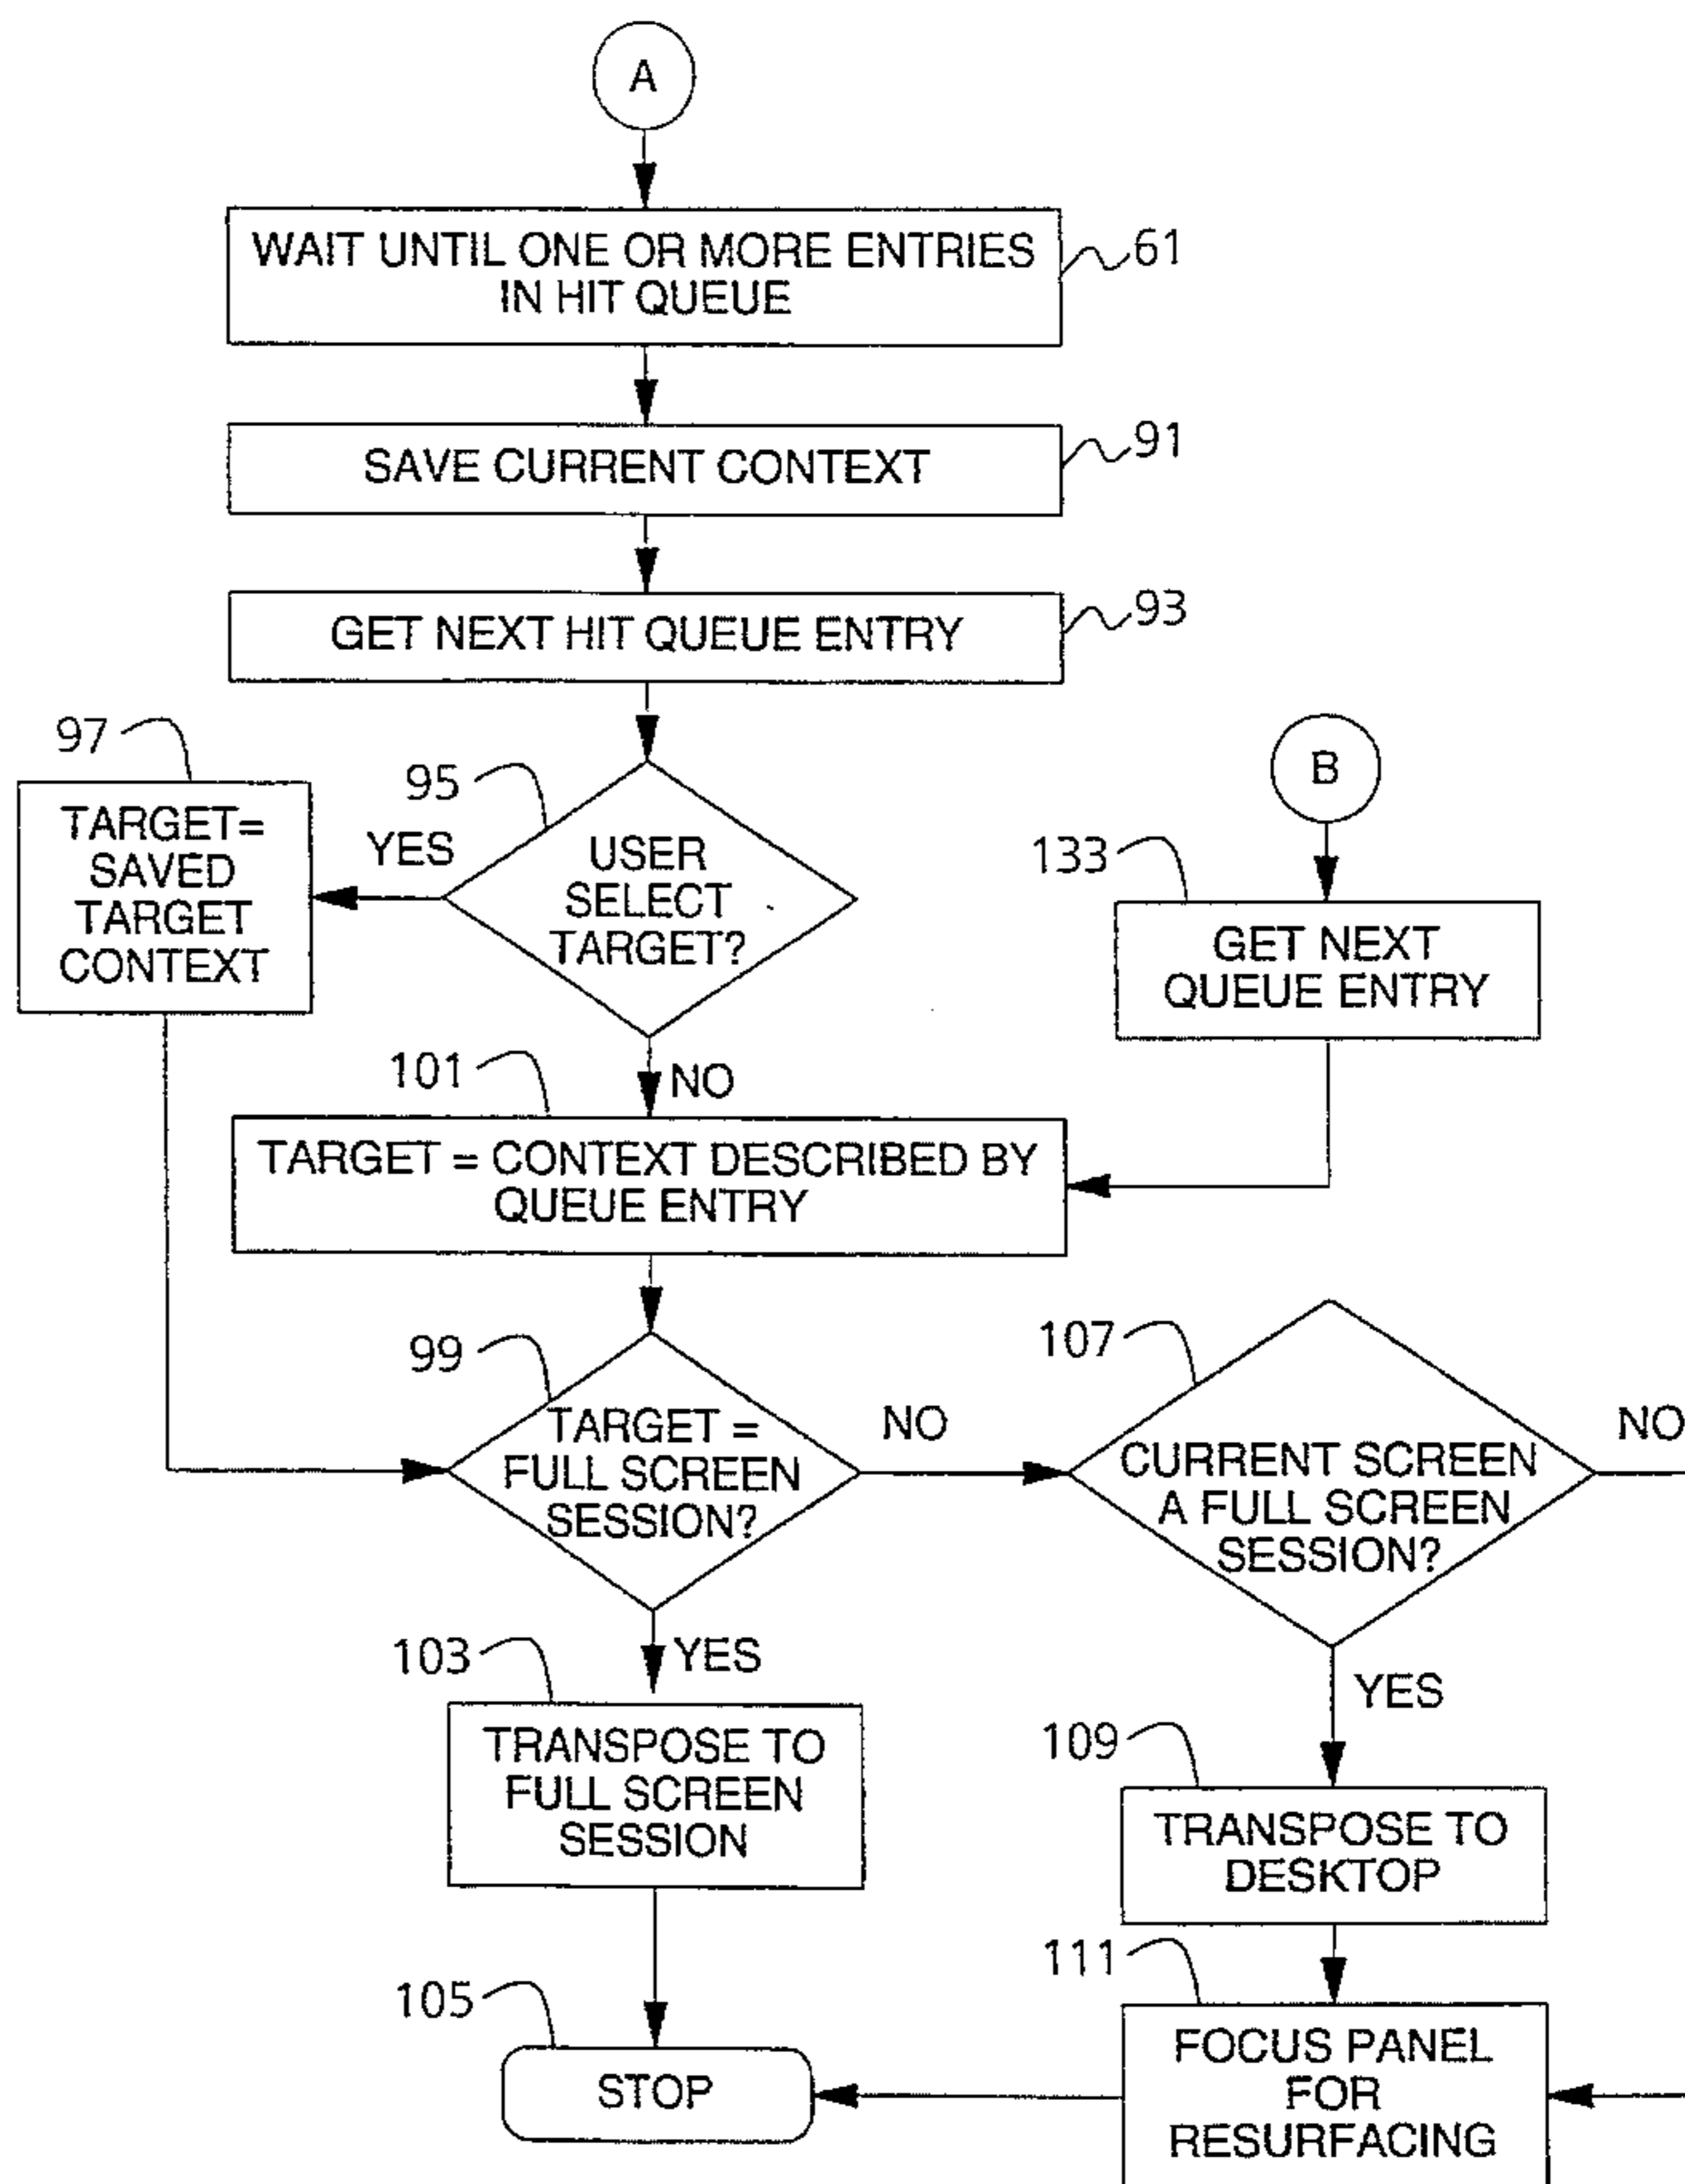 A
WAIT UNTIL ONE OR MORE ENTRIES
IN HIT QUEUE
61
SAVE CURRENT CONTEXT
91
GET NEXT HIT QUEUE ENTRY
93
97
TARGET=
SAVED
TARGET
CONTEXT
95
YES
USER
SELECT
TARGET?
B
133
GET NEXT
QUEUE ENTRY
101
NO
TARGET = CONTEXT DESCRIBED BY
QUEUE ENTRY
99
TARGET =
FULL SCREEN
SESSION?
NO
107
CURRENT SCREEN
A FULL SCREEN
SESSION?
NO
YES
103
TRANSPOSE TO
FULL SCREEN
SESSION
YES
109
TRANSPOSE TO
DESKTOP
105
STOP
111
FOCUS PANEL
FOR
RESURFACING